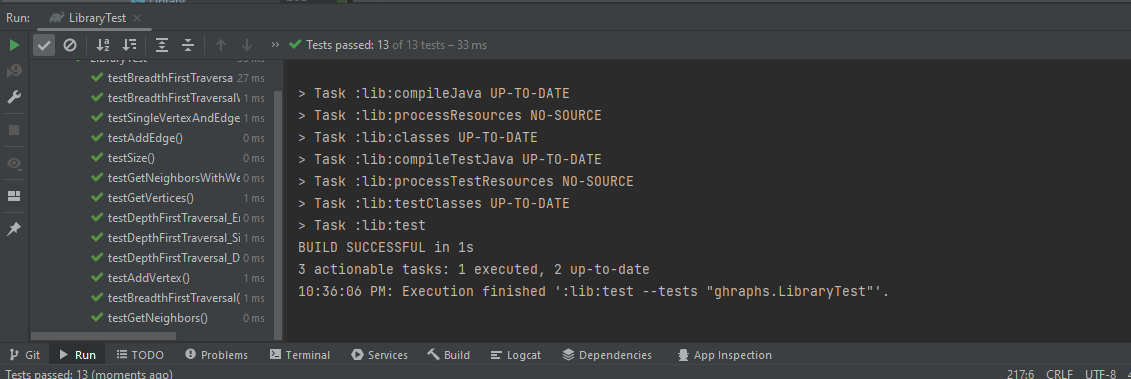 Library
Run: LibraryTest
Tests passed: 13 of 13 tests – 33 ms
LibraryTest 33 ms
testBreadthFirstTraversa 27 ms
testBreadthFirstTraversalV 1 ms
testSingleVertexAndEdge 1 ms
testAddEdge() 0 ms
testSize() 0 ms
testGetNeighborsWithWe 0 ms
testGetVertices() 1 ms
testDepthFirstTraversal_Er 0 ms
testDepthFirstTraversal_Si 1 ms
testDepthFirstTraversal_D 0 ms
testAddVertex() 1 ms
testBreadthFirstTraversal( 1 ms
testGetNeighbors() 0 ms
> Task :lib:compileJava UP-TO-DATE
> Task :lib:processResources NO-SOURCE
> Task :lib:classes UP-TO-DATE
> Task :lib:compileTestJava UP-TO-DATE
> Task :lib:processTestResources NO-SOURCE
> Task :lib:testClasses UP-TO-DATE
> Task :lib:test
BUILD SUCCESSFUL in 1s
3 actionable tasks: 1 executed, 2 up-to-date
10:36:06 PM: Execution finished ':lib:test --tests "ghraphs.LibraryTest"'.
Git Run TODO Problems Terminal Services Build Logcat Dependencies App Inspection
Tests passed: 13 (moments ago) 217:6 CRLF UTF-8